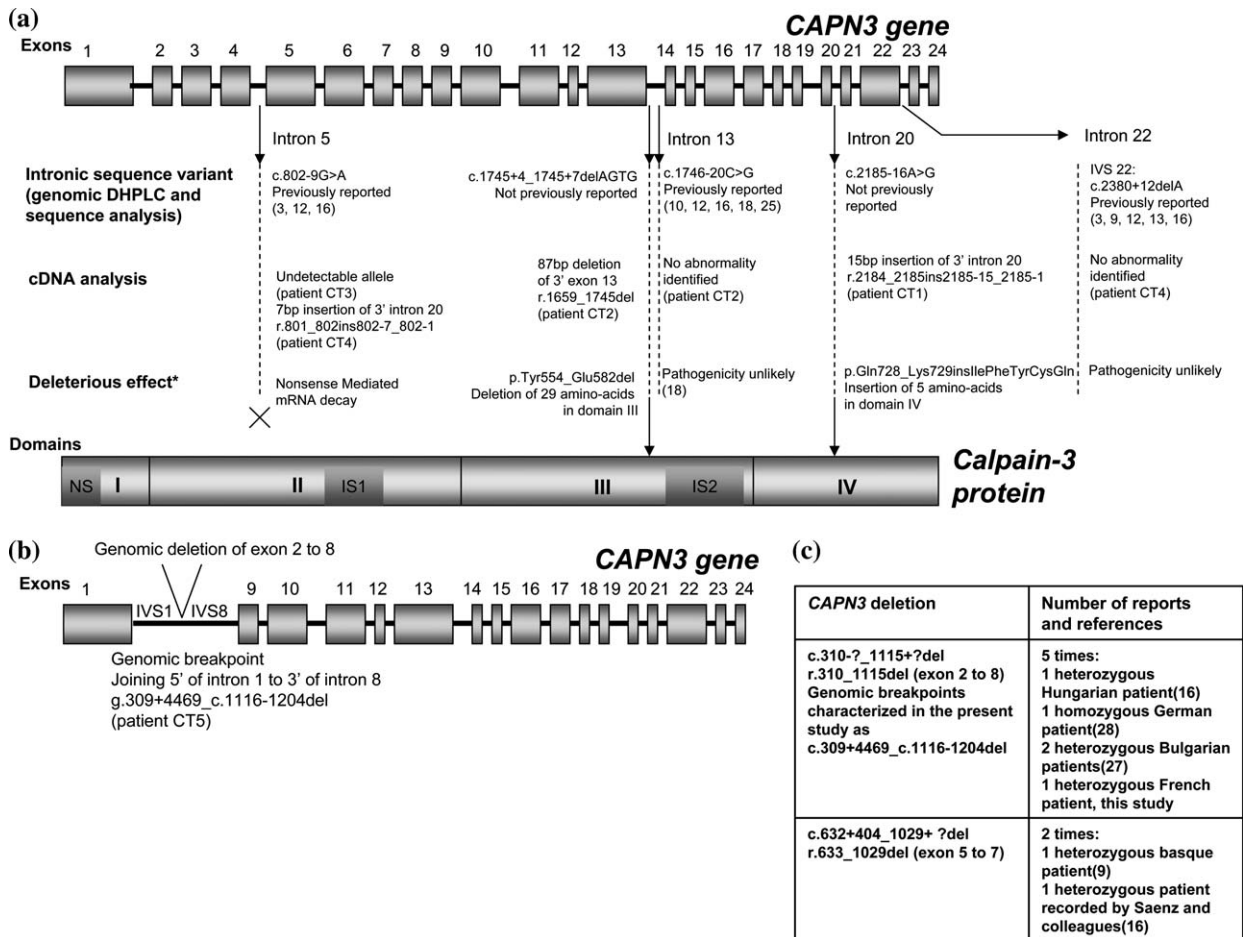 (a)
CAPN3 gene
Exons
1 2 3 4 5 6 7 8 9 10 11 12 13 14 15 16 17 18 19 20 21 22 23 24
Intron 5
Intron 13
Intron 20
Intron 22
Intronic sequence variant
(genomic DHPLC and
sequence analysis)
c.802-9G>A
Previously reported
(3, 12, 16)
c.1745+4_1745+7delAGTG
Not previously reported
c.1746-20C>G
Previously reported
(10, 12, 16, 18, 25)
c.2185-16A>G
Not previously
reported
IVS 22:
c.2380+12delA
Previously reported
(3, 9, 12, 13, 16)
cDNA analysis
Undetectable allele
(patient CT3)
7bp insertion of 3' intron 20
r.801_802ins802-7_802-1
(patient CT4)
87bp deletion
of 3' exon 13
r.1659_1745del
(patient CT2)
No abnormality
identified
(patient CT2)
15bp insertion of 3' intron 20
r.2184_2185ins2185-15_2185-1
(patient CT1)
No abnormality
identified
(patient CT4)
Deleterious effect*
Nonsense Mediated
mRNA decay
p.Tyr554_Glu582del
Deletion of 29 amino-acids
in domain III
Pathogenicity unlikely
(18)
p.Gln728_Lys729insIlePheTyrCysGln
Insertion of 5 amino-acids
in domain IV
Pathogenicity unlikely
Domains
NS I II IS1 III IS2 IV
Calpain-3
protein
(b)
Genomic deletion of exon 2 to 8
CAPN3 gene
Exons
1 9 10 11 12 13 14 15 16 17 18 19 20 21 22 23 24
IVS1 IVS8
Genomic breakpoint
Joining 5' of intron 1 to 3' of intron 8
g.309+4469_c.1116-1204del
(patient CT5)
(c)
CAPN3 deletion
Number of reports
and references
c.310-?_1115+?del
r.310_1115del (exon 2 to 8)
Genomic breakpoints
characterized in the present
study as
c.309+4469_c.1116-1204del
5 times:
1 heterozygous
Hungarian patient(16)
1 homozygous German
patient(28)
2 heterozygous Bulgarian
patients(27)
1 heterozygous French
patient, this study
c.632+404_1029+ ?del
r.633_1029del (exon 5 to 7)
2 times:
1 heterozygous basque
patient(9)
1 heterozygous patient
recorded by Saenz and
colleagues(16)